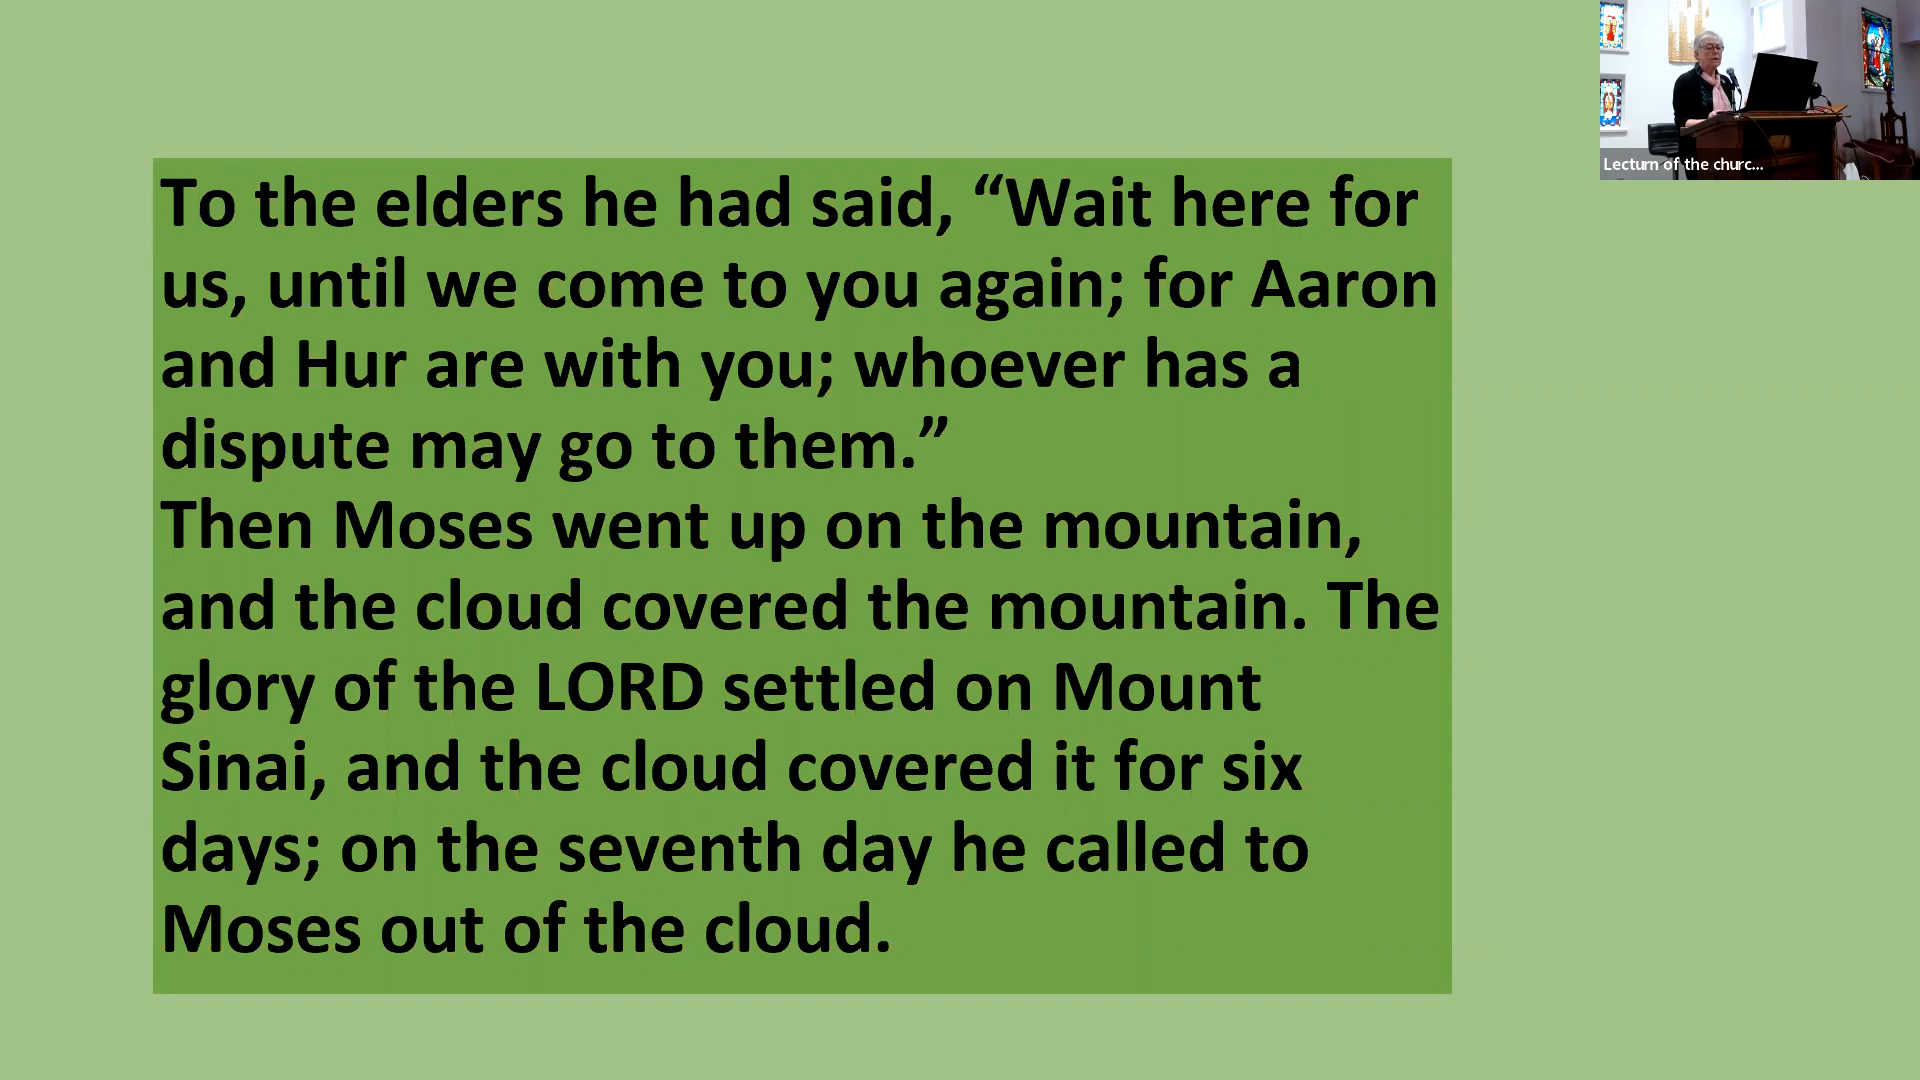 To the elders he had said, “Wait here for
us, until we come to you again; for Aaron
and Hur are with you; whoever has a
dispute may go to them.”
Then Moses went up on the mountain,
and the cloud covered the mountain. The
glory of the LORD settled on Mount
Sinai, and the cloud covered it for six
days; on the seventh day he called to
Moses out of the cloud.
Lecturn of the churc...